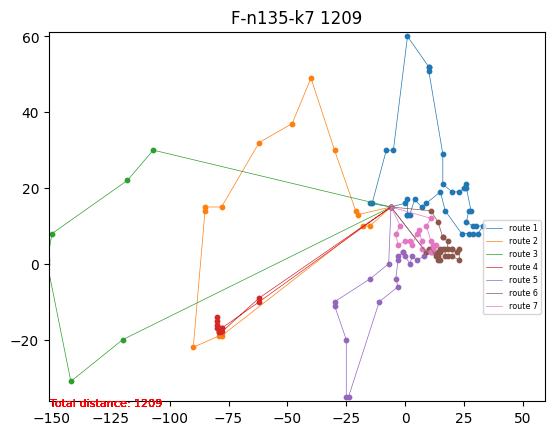 F-n135-k7 1209
60
40
20
0
−20
−150
−125
−100
−75
−50
−25
0
25
50
route 1
route 2
route 3
route 4
route 5
route 6
route 7
Total distance: 1209